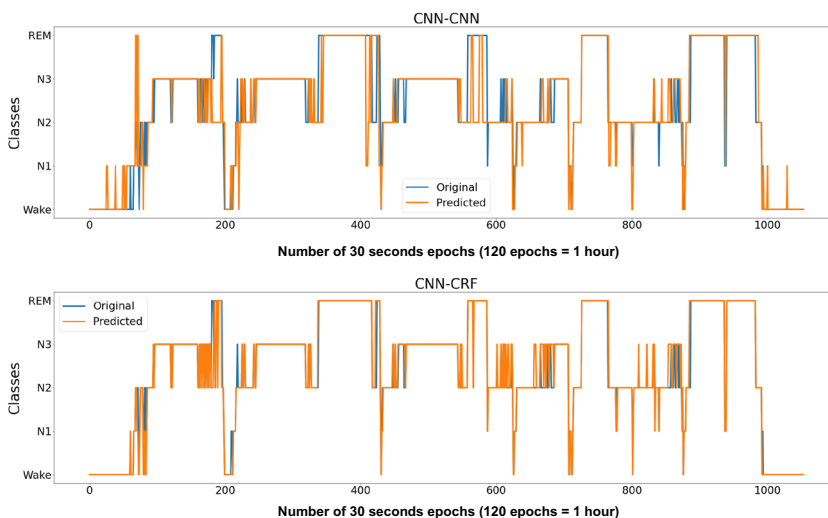 CNN-CNN
REM
N3
N2
N1
Wake
Classes
Original
Predicted
0 200 400 600 800 1000
Number of 30 seconds epochs (120 epochs = 1 hour)
CNN-CRF
REM
N3
N2
N1
Wake
Classes
Original
Predicted
0 200 400 600 800 1000
Number of 30 seconds epochs (120 epochs = 1 hour)